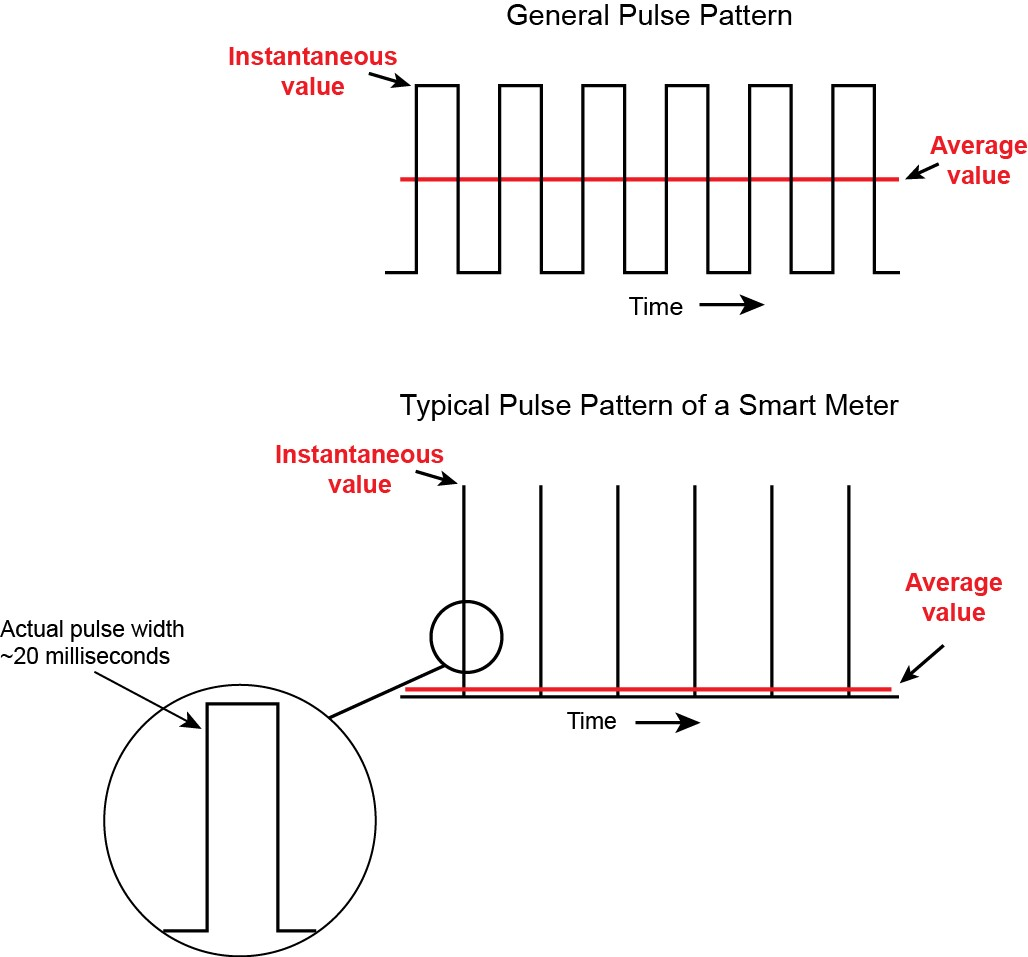 General Pulse Pattern
Instantaneous
value
Average
value
Time
Typical Pulse Pattern of a Smart Meter
Instantaneous
value
Average
value
Actual pulse width
~20 milliseconds
Time